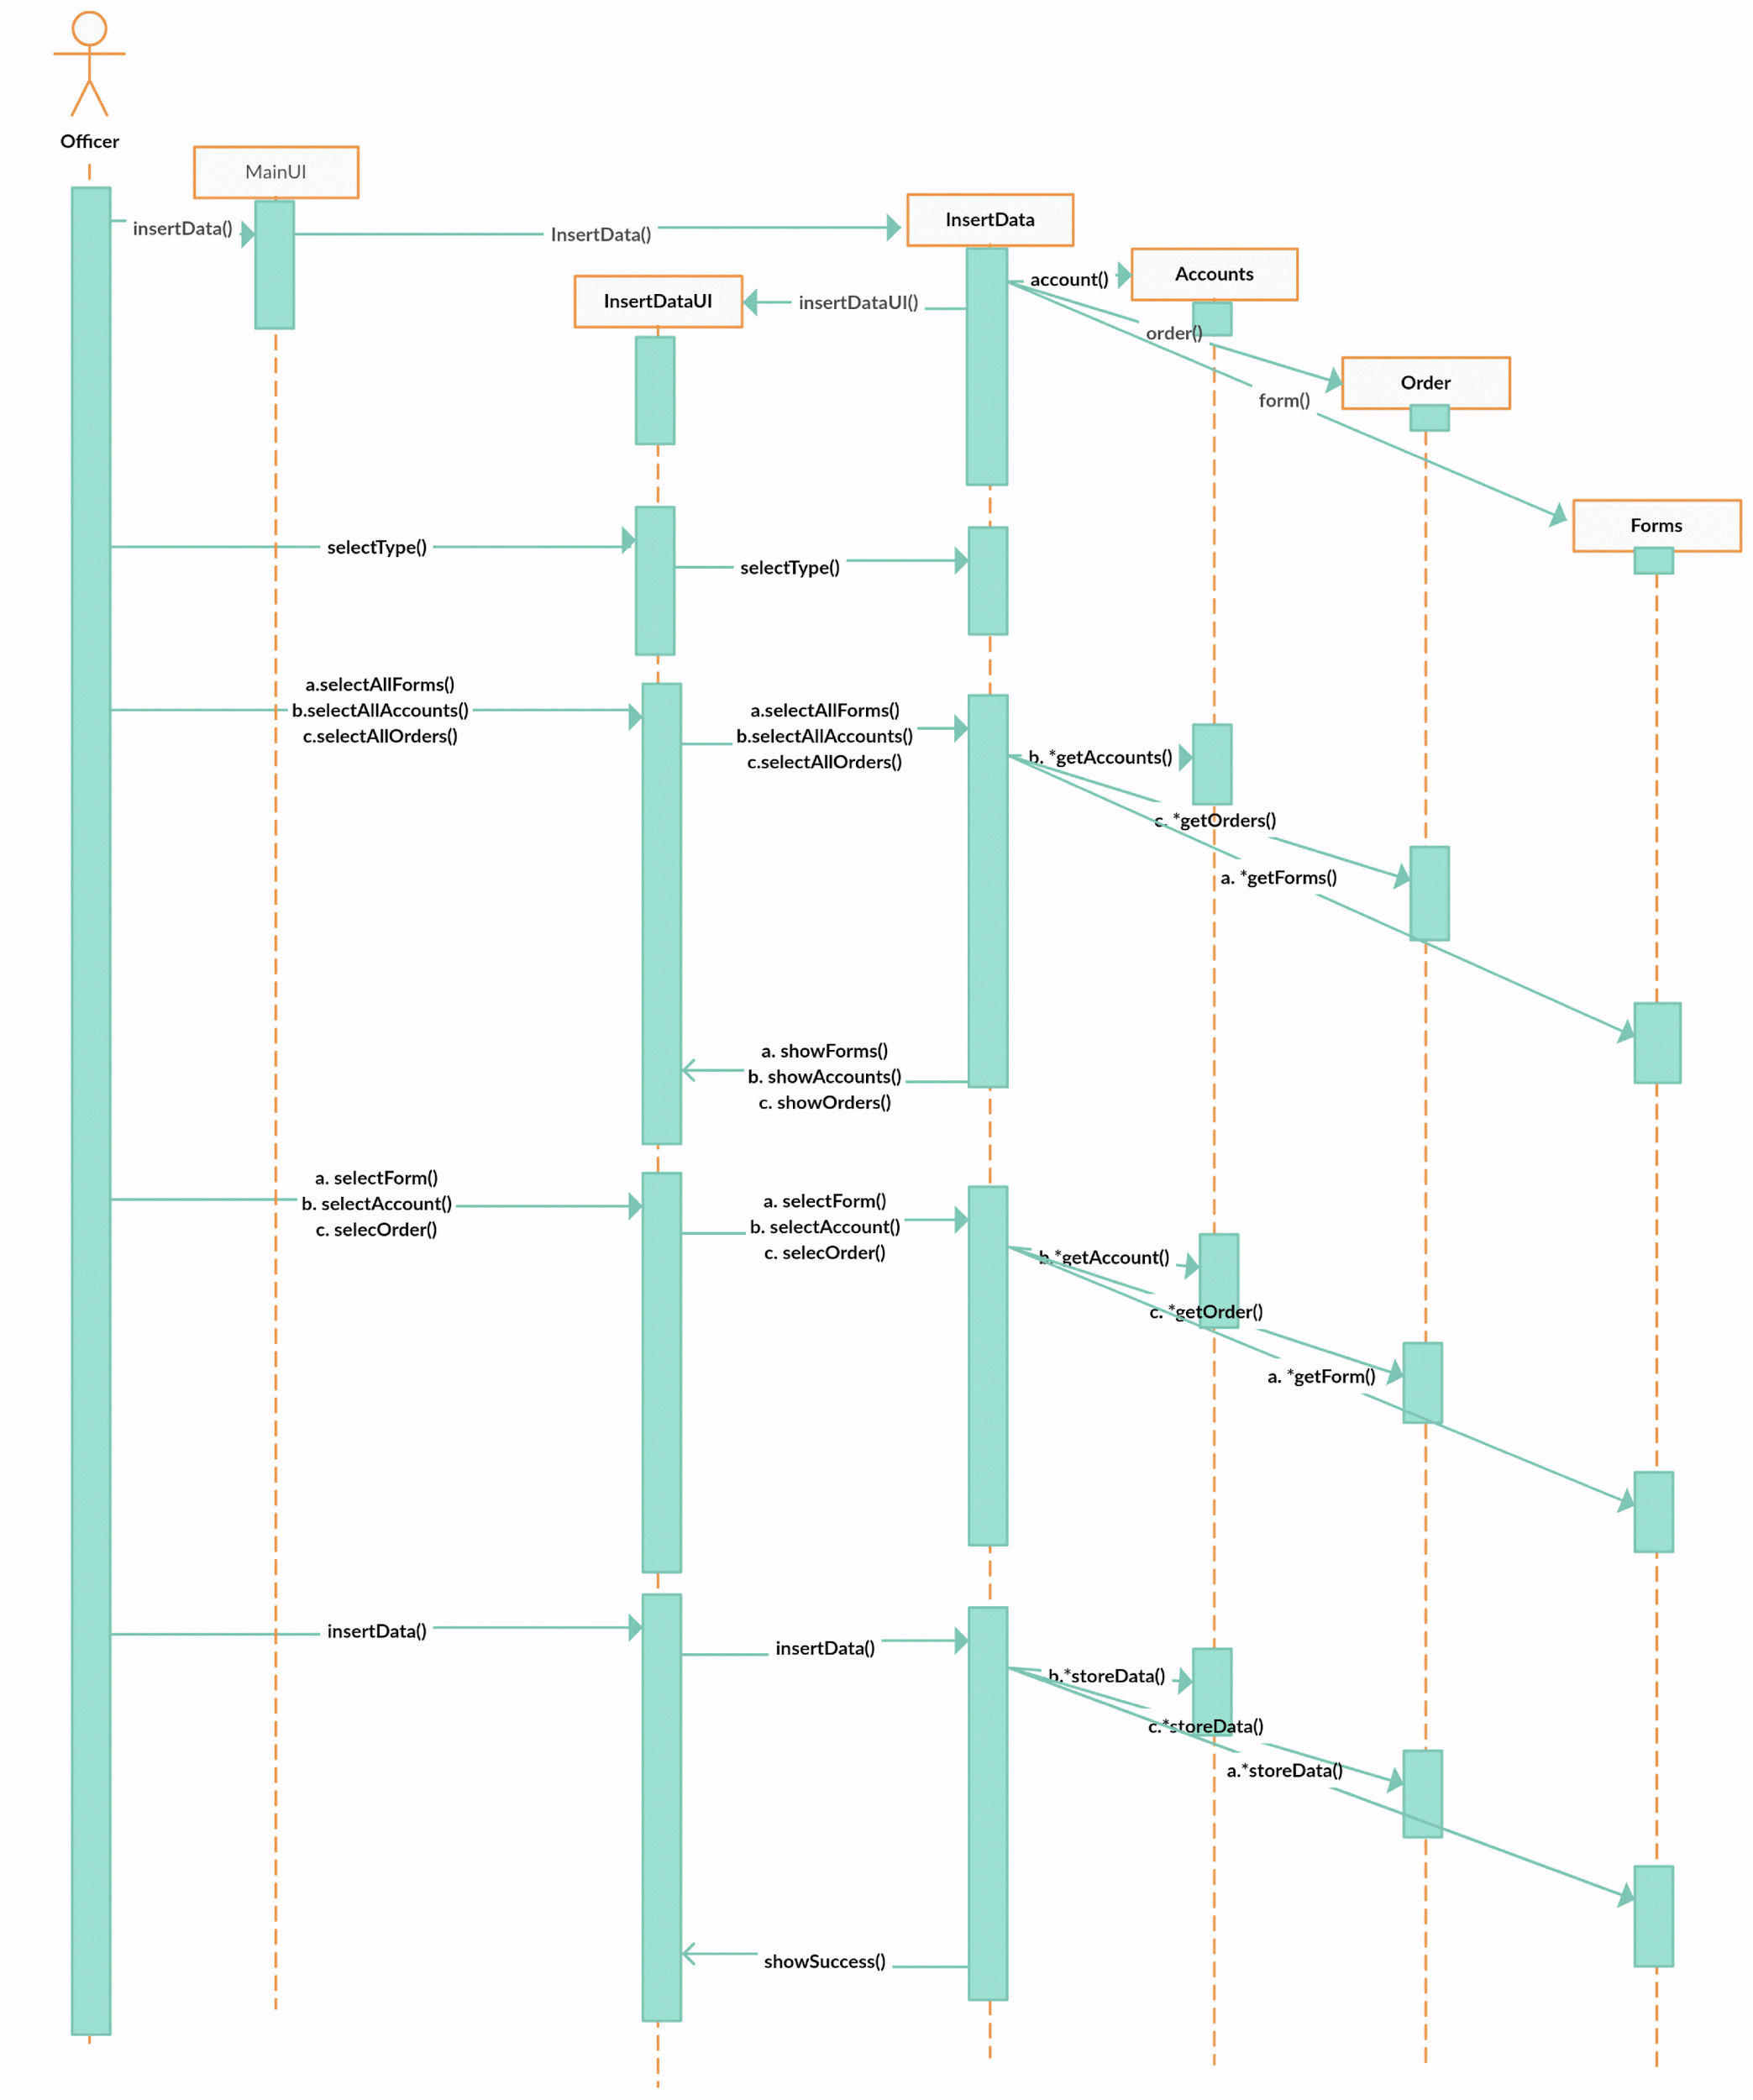 Officer
MainUI
insertData()
InsertData()
InsertData
account()
Accounts
InsertDataUI
insertDataUI()
order()
Order
form()
Forms
selectType()
selectType()
a.selectAllForms()
b.selectAllAccounts()
c.selectAllOrders()
a.selectAllForms()
b.selectAllAccounts()
c.selectAllOrders()
b. *getAccounts()
c. *getOrders()
a. *getForms()
a. showForms()
b. showAccounts()
c. showOrders()
a. selectForm()
b. selectAccount()
c. selecOrder()
a. selectForm()
b. selectAccount()
c. selecOrder()
b.*getAccount()
c. *getOrder()
a. *getForm()
insertData()
insertData()
b.*storeData()
c.*storeData()
a.*storeData()
showSuccess()